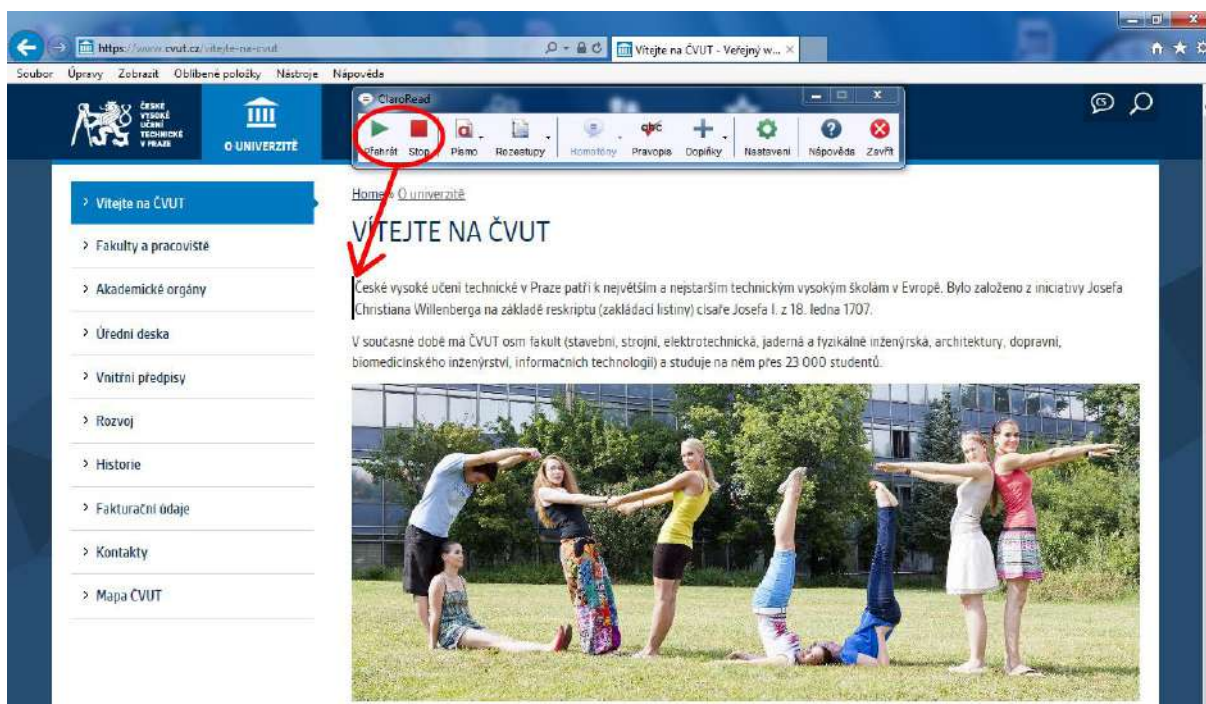 https://www.cvut.cz/vitejte-na-cvut
Vítejte na ČVUT - Veřejný w...
Soubor Úpravy Zobrazit Oblíbené položky Nástroje Nápověda
ČESKÉ
VYSOKÉ
UČENÍ
TECHNICKÉ
V PRAZE
O UNIVERZITĚ
ClaroRead
Přehrát Stop Písmo Rozestupy Homofóny Pravopis Doplňky Nastavení Nápověda Zavřít
Vítejte na ČVUT
Fakulty a pracoviště
Akademické orgány
Úřední deska
Vnitřní předpisy
Rozvoj
Historie
Fakturační údaje
Kontakty
Mapa ČVUT
Home » O univerzitě
VÍTEJTE NA ČVUT
České vysoké učení technické v Praze patří k největším a nejstarším technickým vysokým školám v Evropě. Bylo založeno z iniciativy Josefa
Christiana Willenberga na základě reskriptu (zakládací listiny) císaře Josefa I. z 18. ledna 1707.
V současné době má ČVUT osm fakult (stavební, strojní, elektrotechnická, jaderná a fyzikálně inženýrská, architektury, dopravní,
biomedicínského inženýrství, informačních technologií) a studuje na něm přes 23 000 studentů.